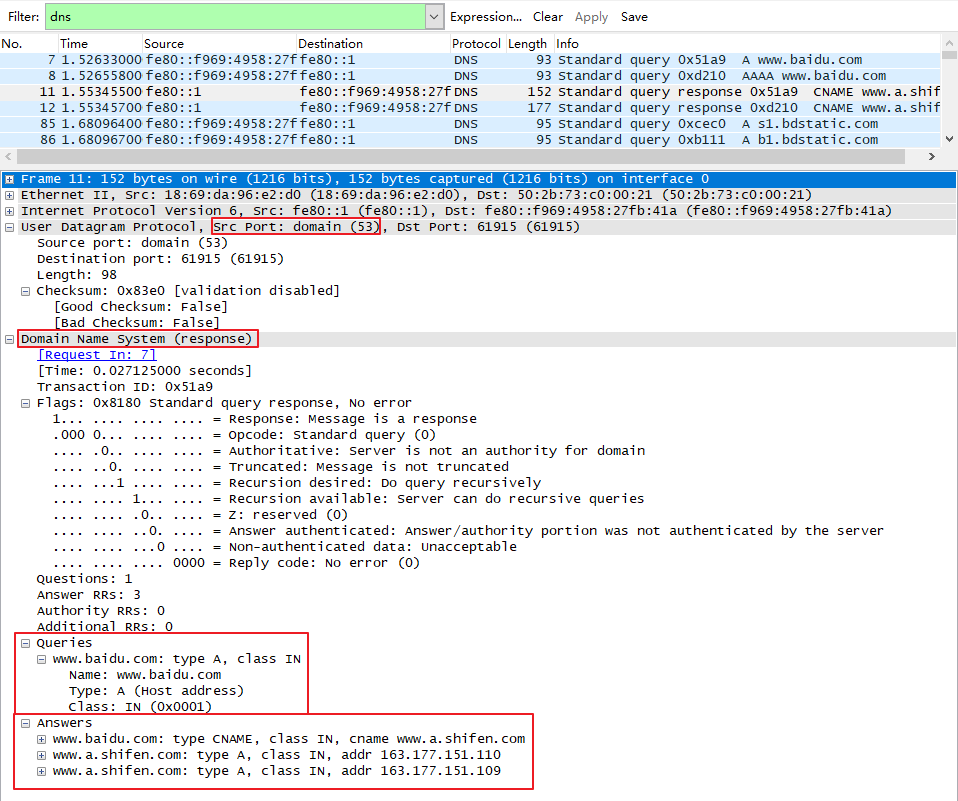 Filter: dns Expression... Clear Apply Save
No. Time Source Destination Protocol Length Info
7 1.52633000 fe80::f969:4958:27f fe80::1 DNS 93 Standard query 0x51a9 A www.baidu.com
8 1.52655800 fe80::f969:4958:27f fe80::1 DNS 93 Standard query 0xd210 AAAA www.baidu.com
11 1.55345500 fe80::1 fe80::f969:4958:27f DNS 152 Standard query response 0x51a9 CNAME www.a.shif
12 1.55345700 fe80::1 fe80::f969:4958:27f DNS 177 Standard query response 0xd210 CNAME www.a.shif
85 1.68096400 fe80::f969:4958:27f fe80::1 DNS 95 Standard query 0xcec0 A s1.bdstatic.com
86 1.68096700 fe80::f969:4958:27f fe80::1 DNS 95 Standard query 0xb111 A b1.bdstatic.com
Frame 11: 152 bytes on wire (1216 bits), 152 bytes captured (1216 bits) on interface 0
Ethernet II, Src: 18:69:da:96:e2:d0 (18:69:da:96:e2:d0), Dst: 50:2b:73:c0:00:21 (50:2b:73:c0:00:21)
Internet Protocol Version 6, Src: fe80::1 (fe80::1), Dst: fe80::f969:4958:27fb:41a (fe80::f969:4958:27fb:41a)
User Datagram Protocol, Src Port: domain (53), Dst Port: 61915 (61915)
Source port: domain (53)
Destination port: 61915 (61915)
Length: 98
Checksum: 0x83e0 [validation disabled]
[Good Checksum: False]
[Bad Checksum: False]
Domain Name System (response)
[Request In: 7]
[Time: 0.027125000 seconds]
Transaction ID: 0x51a9
Flags: 0x8180 Standard query response, No error
1... .... .... .... = Response: Message is a response
.000 0... .... .... = Opcode: Standard query (0)
.... .0.. .... .... = Authoritative: Server is not an authority for domain
.... ..0. .... .... = Truncated: Message is not truncated
.... ...1 .... .... = Recursion desired: Do query recursively
.... .... 1... .... = Recursion available: Server can do recursive queries
.... .... .0.. .... = Z: reserved (0)
.... .... ..0. .... = Answer authenticated: Answer/authority portion was not authenticated by the server
.... .... ...0 .... = Non-authenticated data: Unacceptable
.... .... .... 0000 = Reply code: No error (0)
Questions: 1
Answer RRs: 3
Authority RRs: 0
Additional RRs: 0
Queries
www.baidu.com: type A, class IN
Name: www.baidu.com
Type: A (Host address)
Class: IN (0x0001)
Answers
www.baidu.com: type CNAME, class IN, cname www.a.shifen.com
www.a.shifen.com: type A, class IN, addr 163.177.151.110
www.a.shifen.com: type A, class IN, addr 163.177.151.109